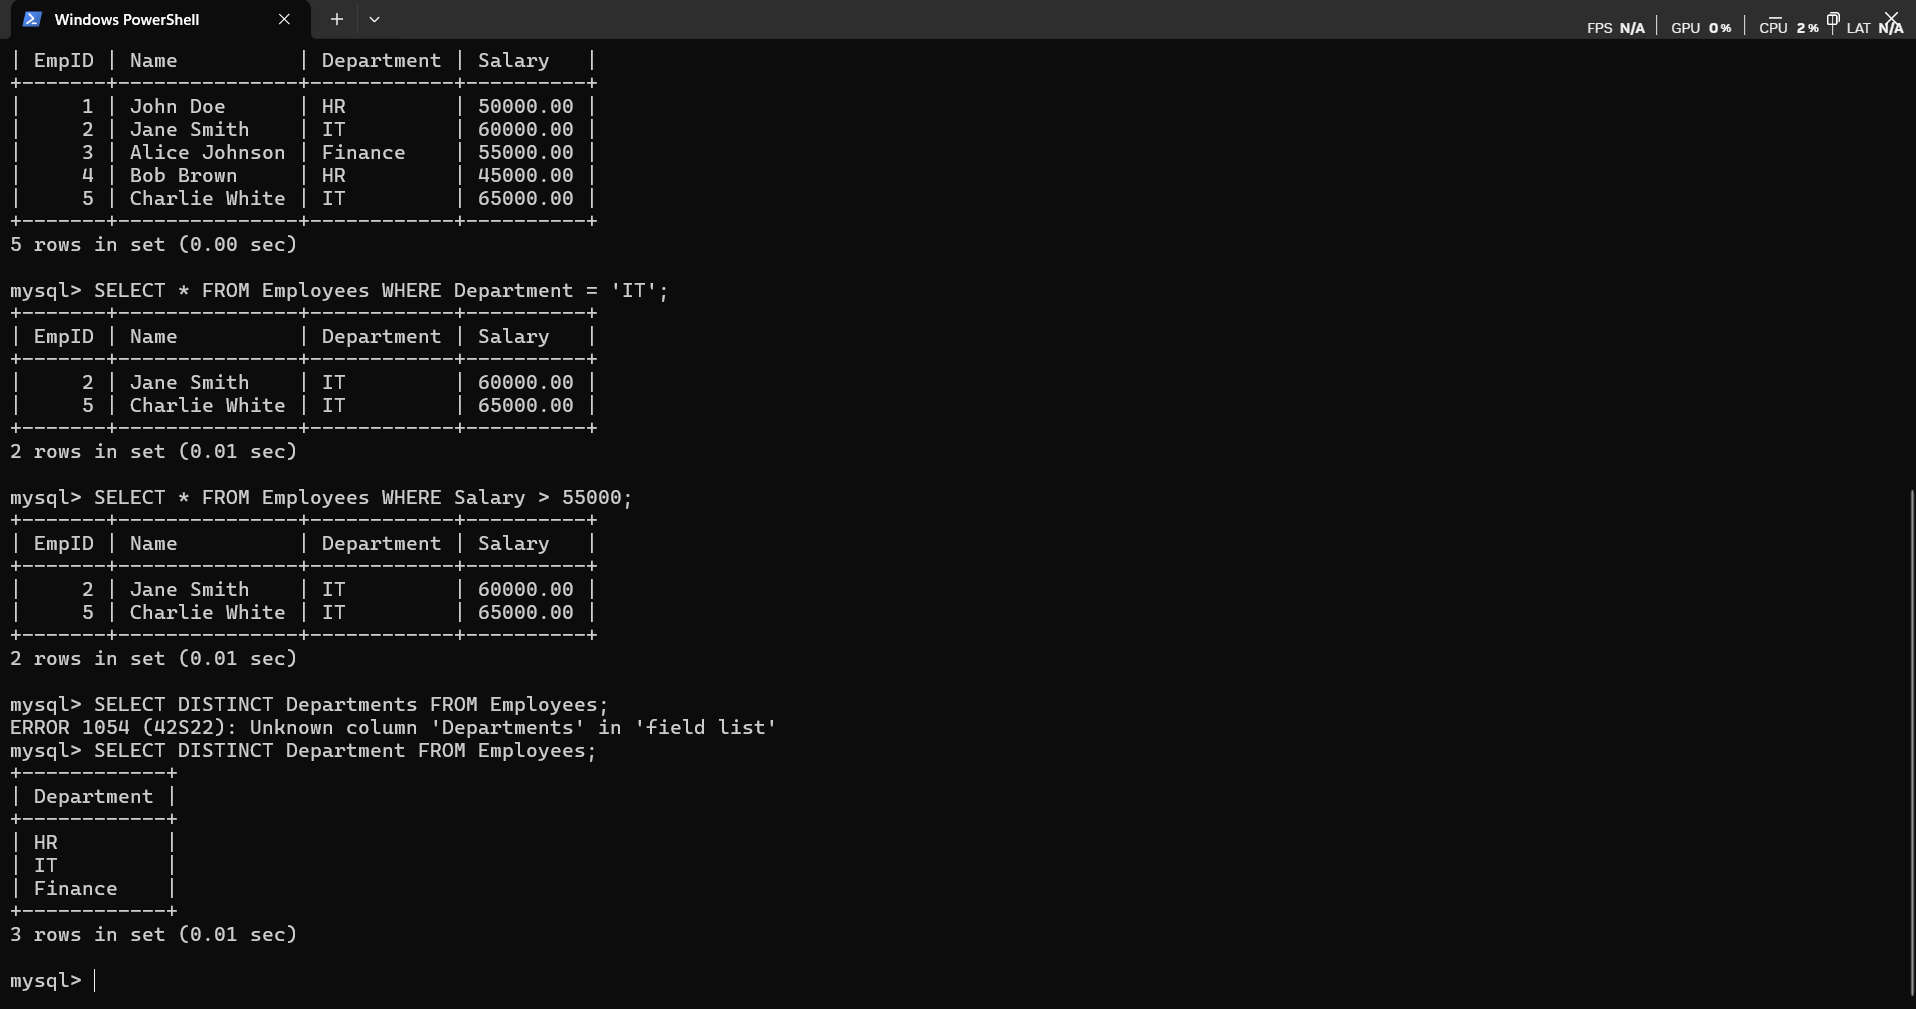 Windows PowerShell
FPS N/A | GPU 0% | CPU 2% | LAT N/A
| EmpID | Name          | Department | Salary   |
+-------+---------------+------------+----------+
|     1 | John Doe      | HR         | 50000.00 |
|     2 | Jane Smith    | IT         | 60000.00 |
|     3 | Alice Johnson | Finance    | 55000.00 |
|     4 | Bob Brown     | HR         | 45000.00 |
|     5 | Charlie White | IT         | 65000.00 |
+-------+---------------+------------+----------+
5 rows in set (0.00 sec)
mysql> SELECT * FROM Employees WHERE Department = 'IT';
+-------+---------------+------------+----------+
| EmpID | Name          | Department | Salary   |
+-------+---------------+------------+----------+
|     2 | Jane Smith    | IT         | 60000.00 |
|     5 | Charlie White | IT         | 65000.00 |
+-------+---------------+------------+----------+
2 rows in set (0.01 sec)
mysql> SELECT * FROM Employees WHERE Salary > 55000;
+-------+---------------+------------+----------+
| EmpID | Name          | Department | Salary   |
+-------+---------------+------------+----------+
|     2 | Jane Smith    | IT         | 60000.00 |
|     5 | Charlie White | IT         | 65000.00 |
+-------+---------------+------------+----------+
2 rows in set (0.01 sec)
mysql> SELECT DISTINCT Departments FROM Employees;
ERROR 1054 (42S22): Unknown column 'Departments' in 'field list'
mysql> SELECT DISTINCT Department FROM Employees;
+------------+
| Department |
+------------+
| HR         |
| IT         |
| Finance    |
+------------+
3 rows in set (0.01 sec)
mysql>